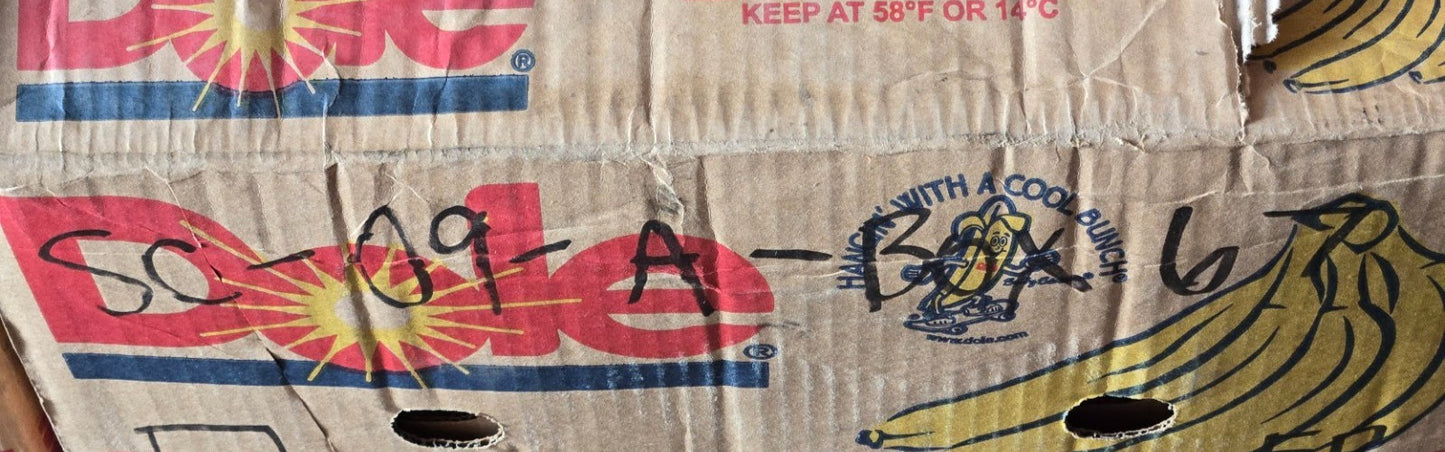 Dole®
KEEP AT 58°F OR 14°C
Dole®
HANGIN' WITH A COOL BUNCH®
www.dole.com
SC-09-A-Box 6